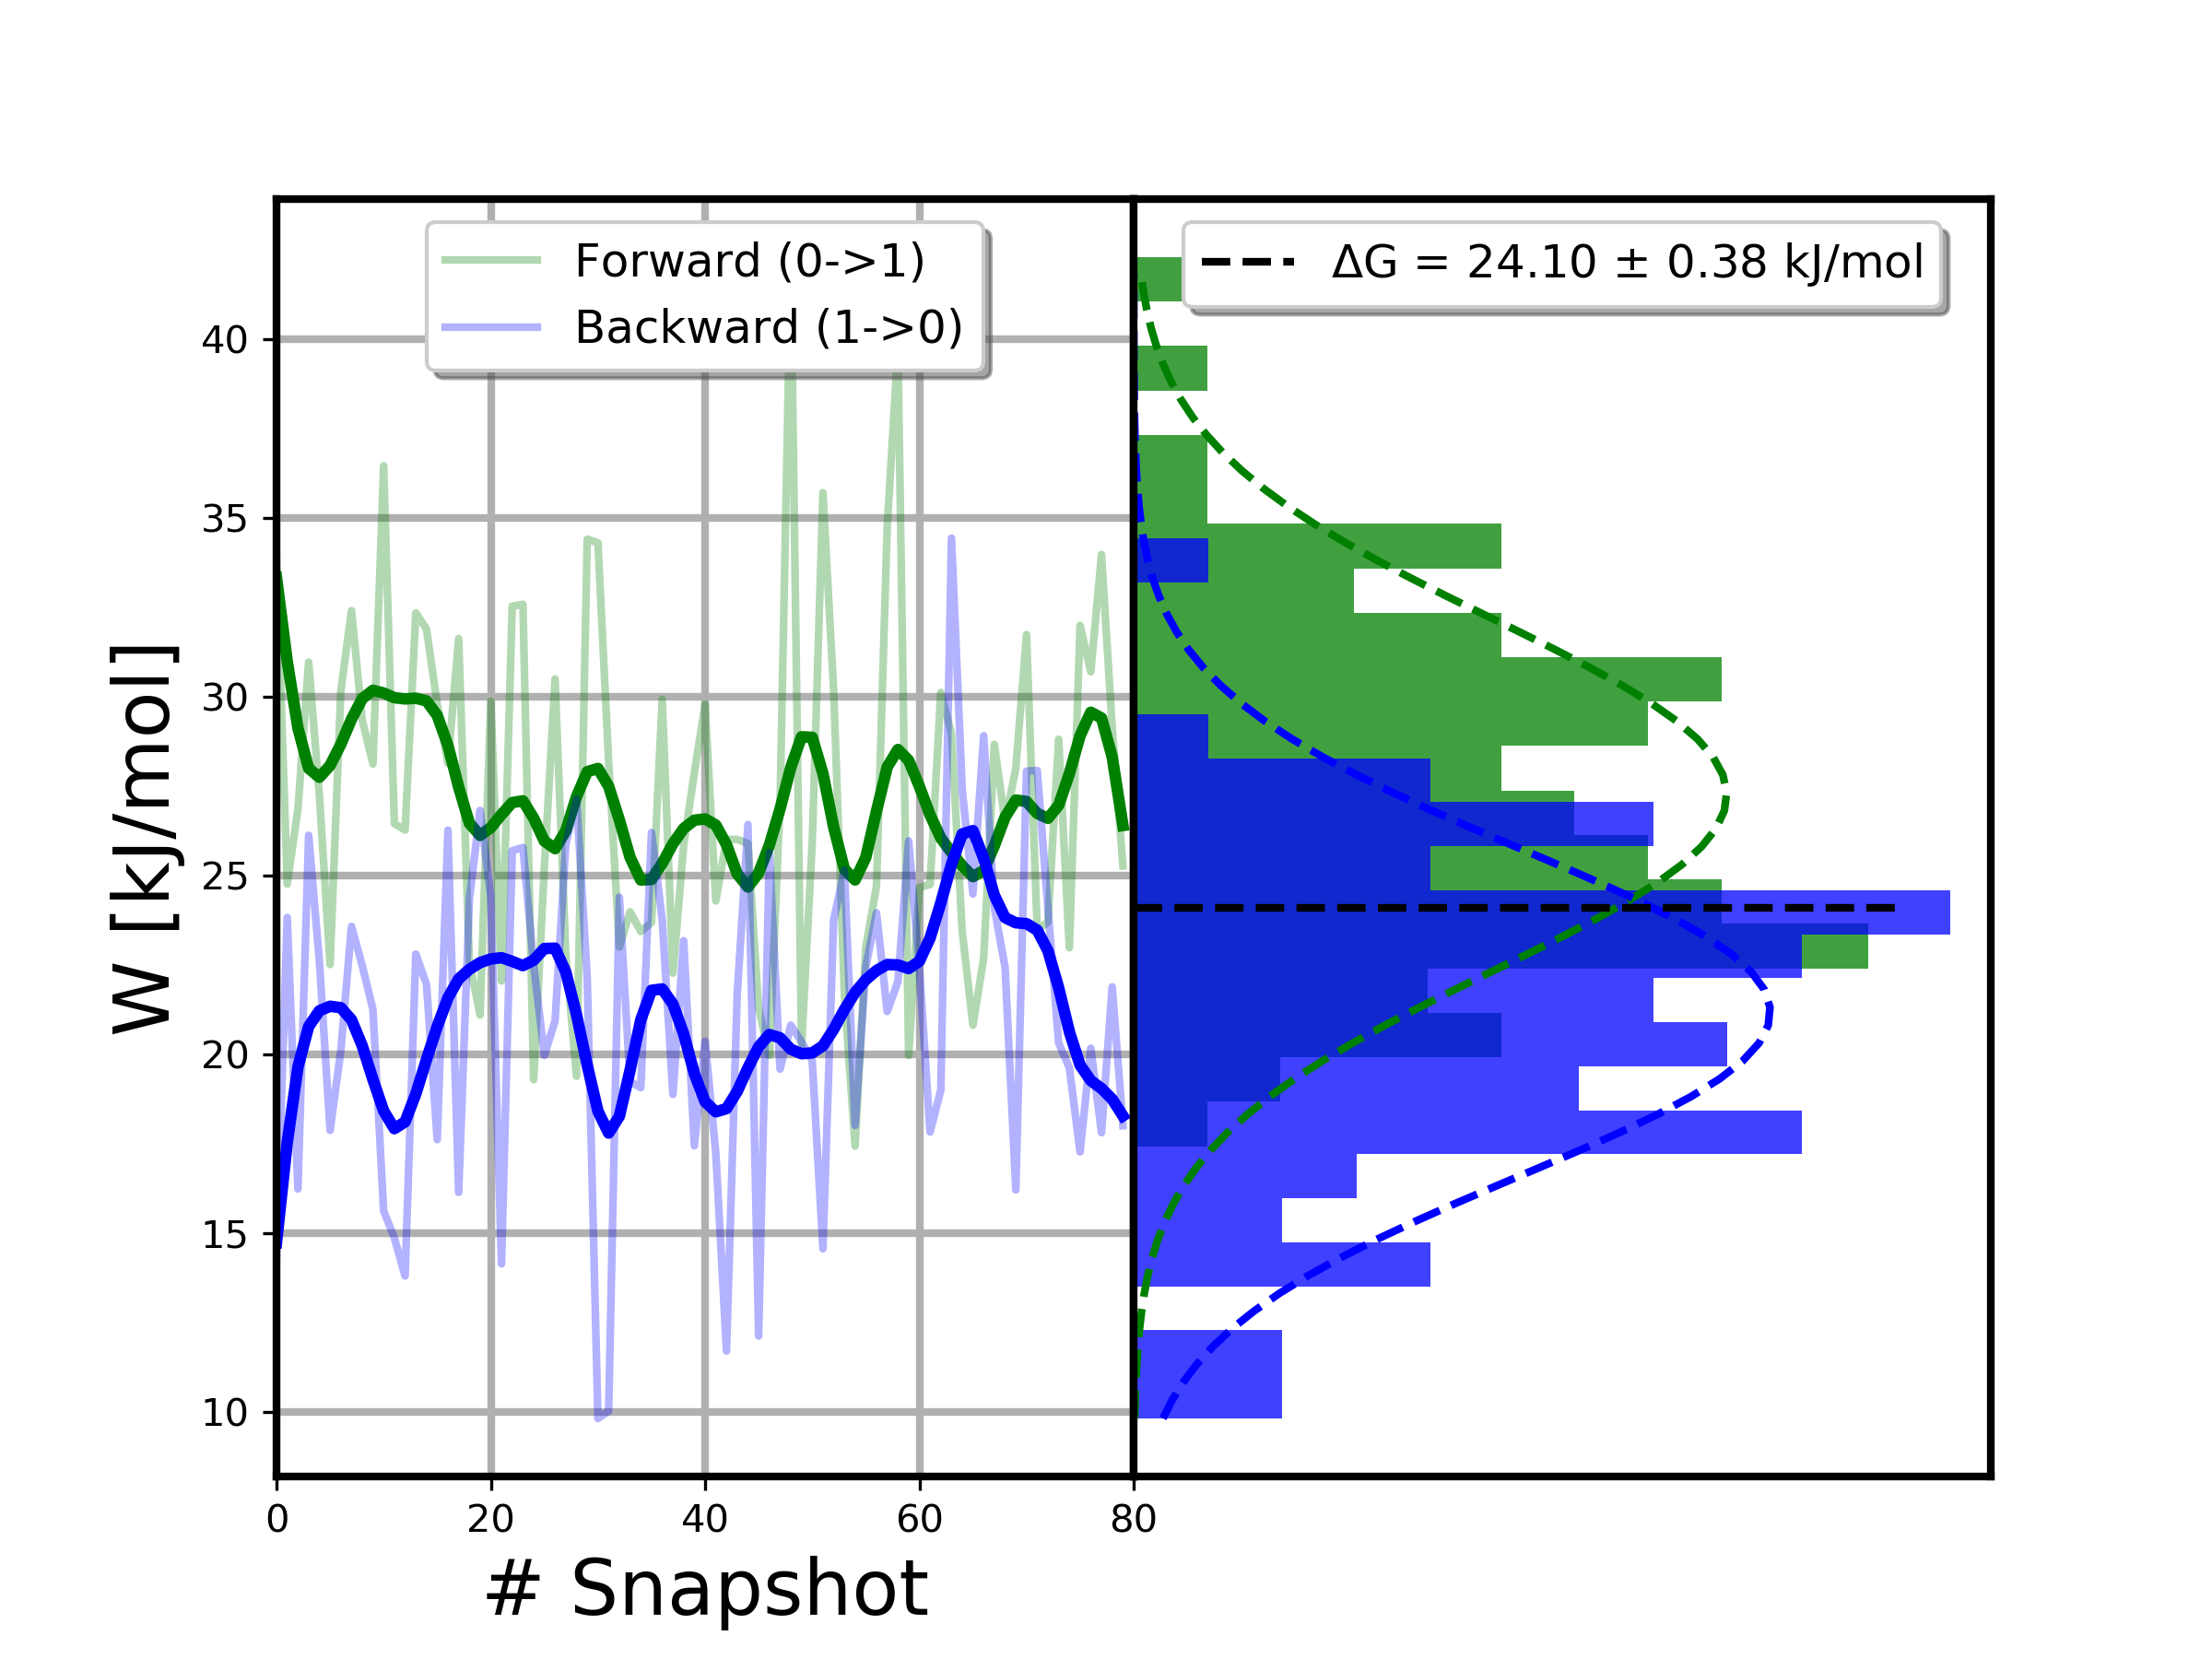 Forward (0->1)
Backward (1->0)
ΔG = 24.10 ± 0.38 kJ/mol
W [kJ/mol]
40
35
30
25
20
15
10
0 20 40 60 80
# Snapshot